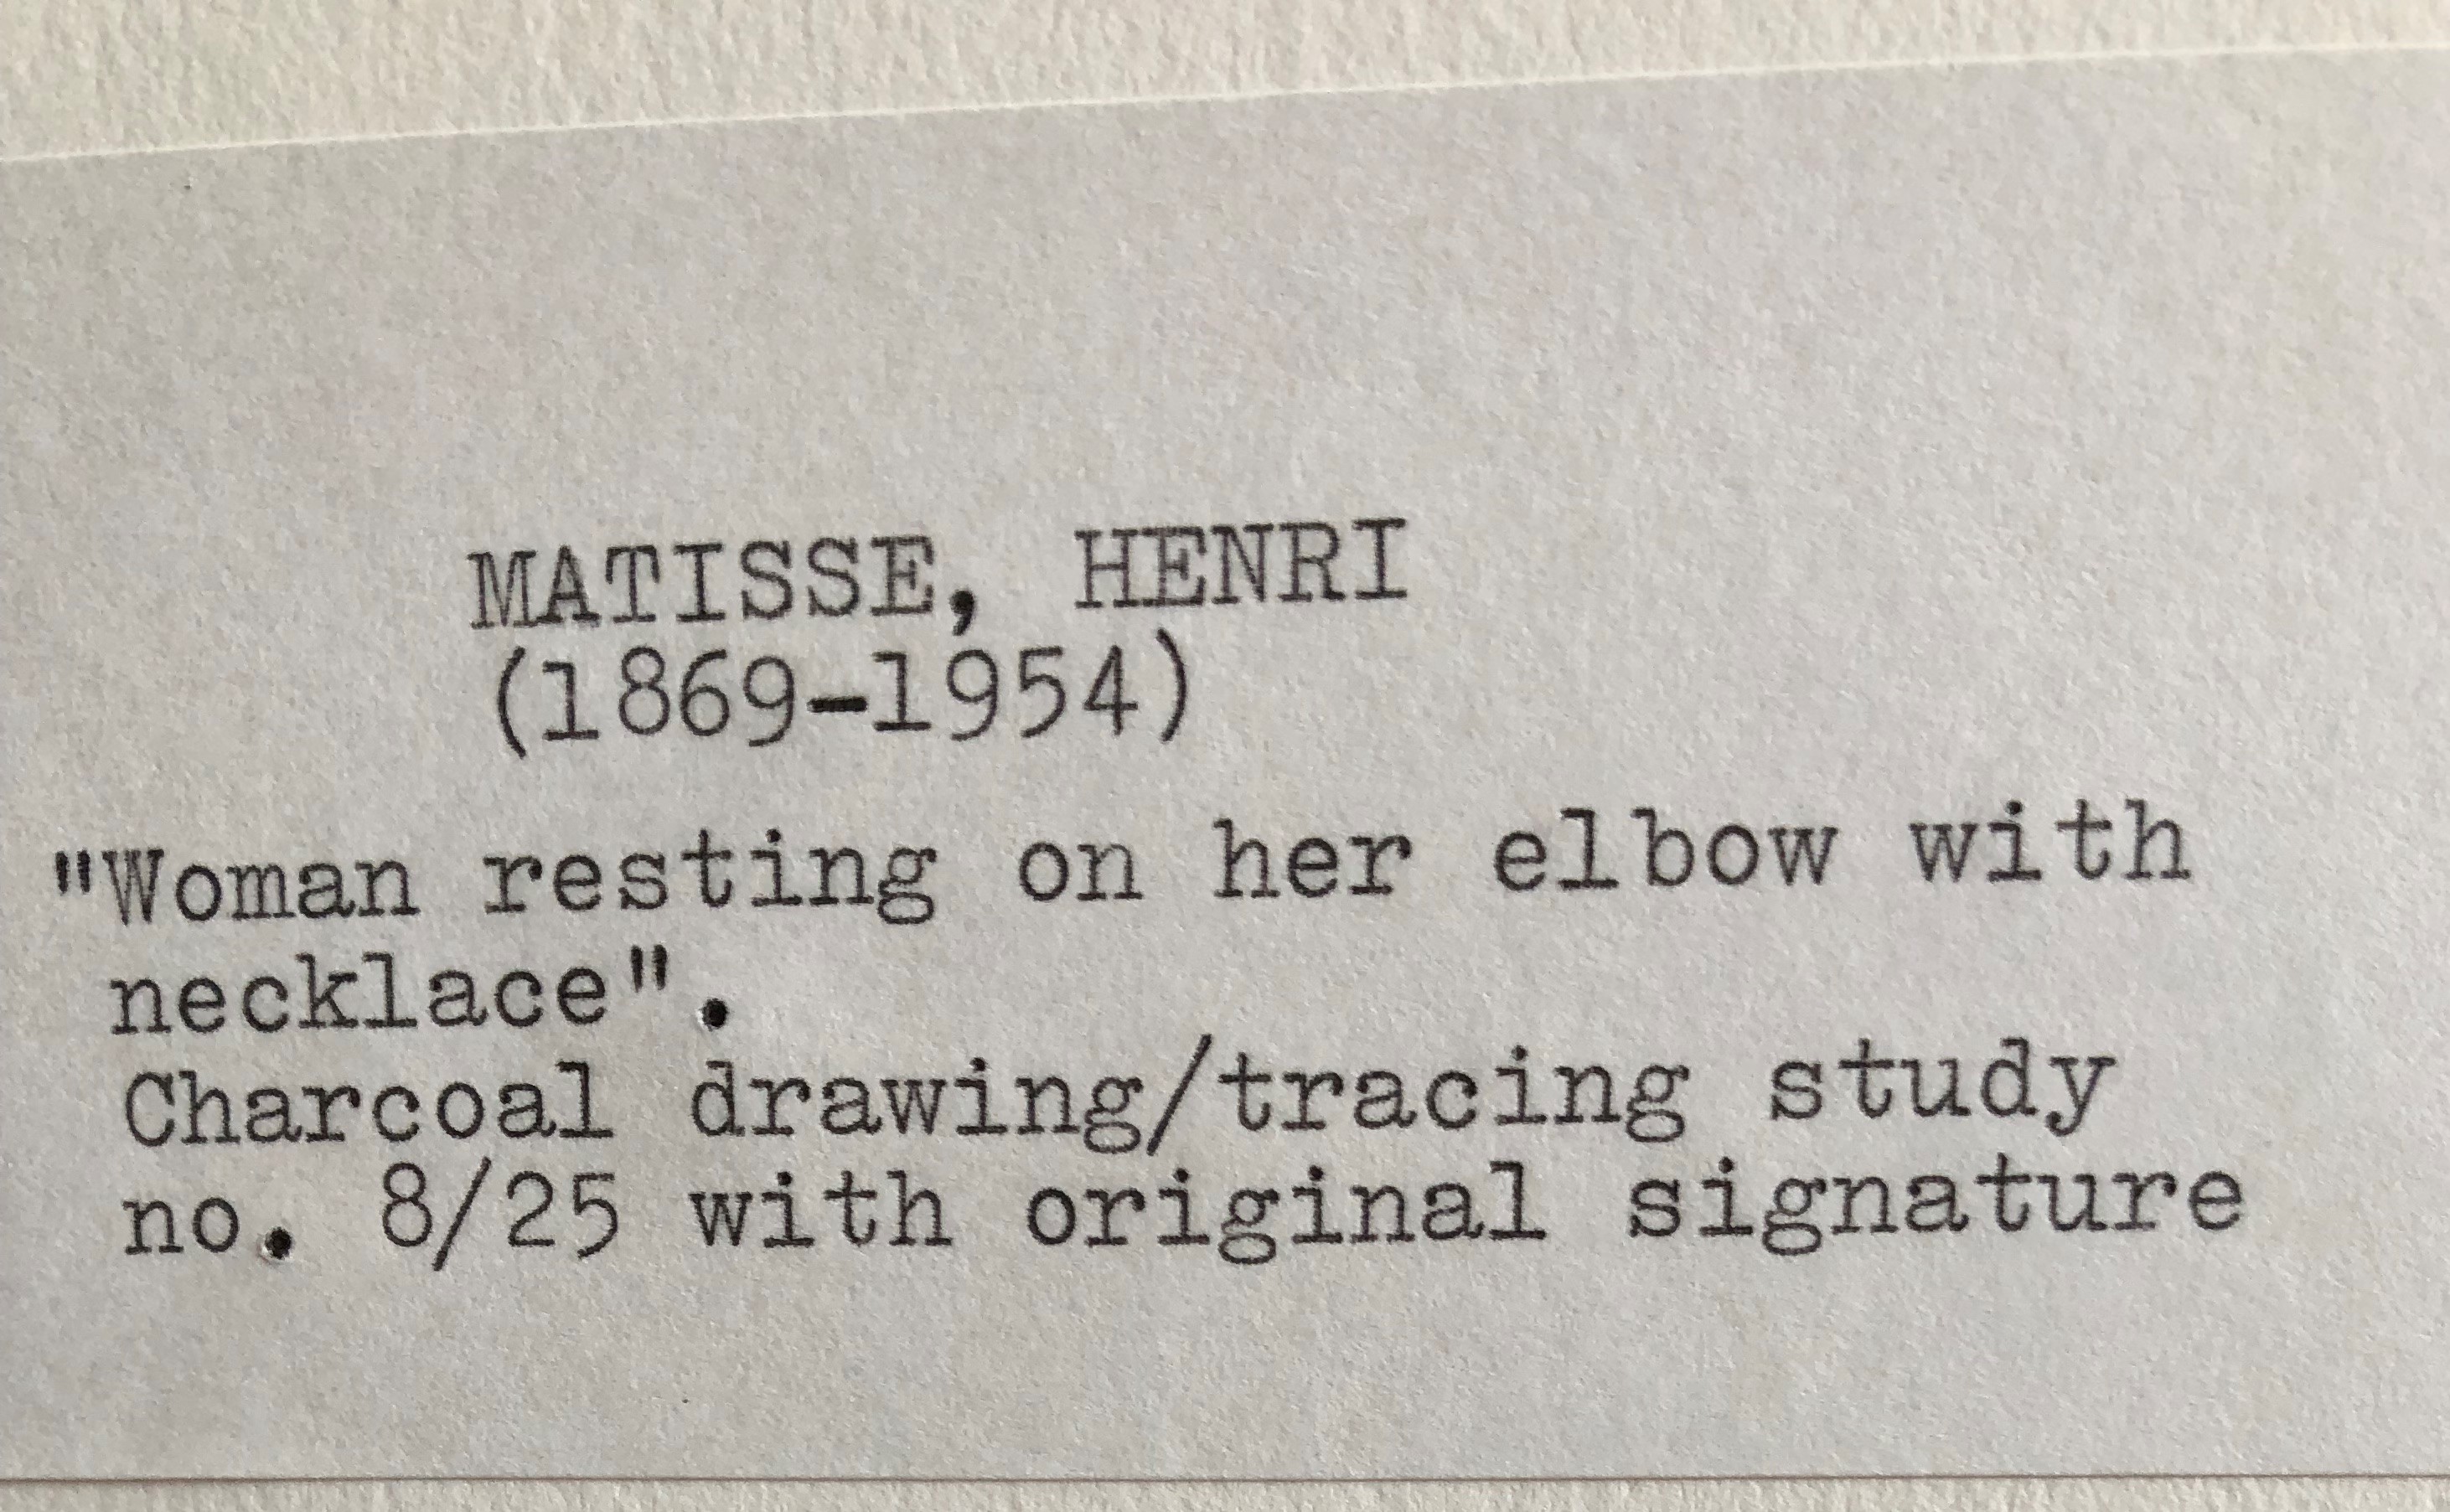 MATISSE, HENRI
(1869-1954)
"Woman resting on her elbow with
necklace".
Charcoal drawing/tracing study
no. 8/25 with original signature